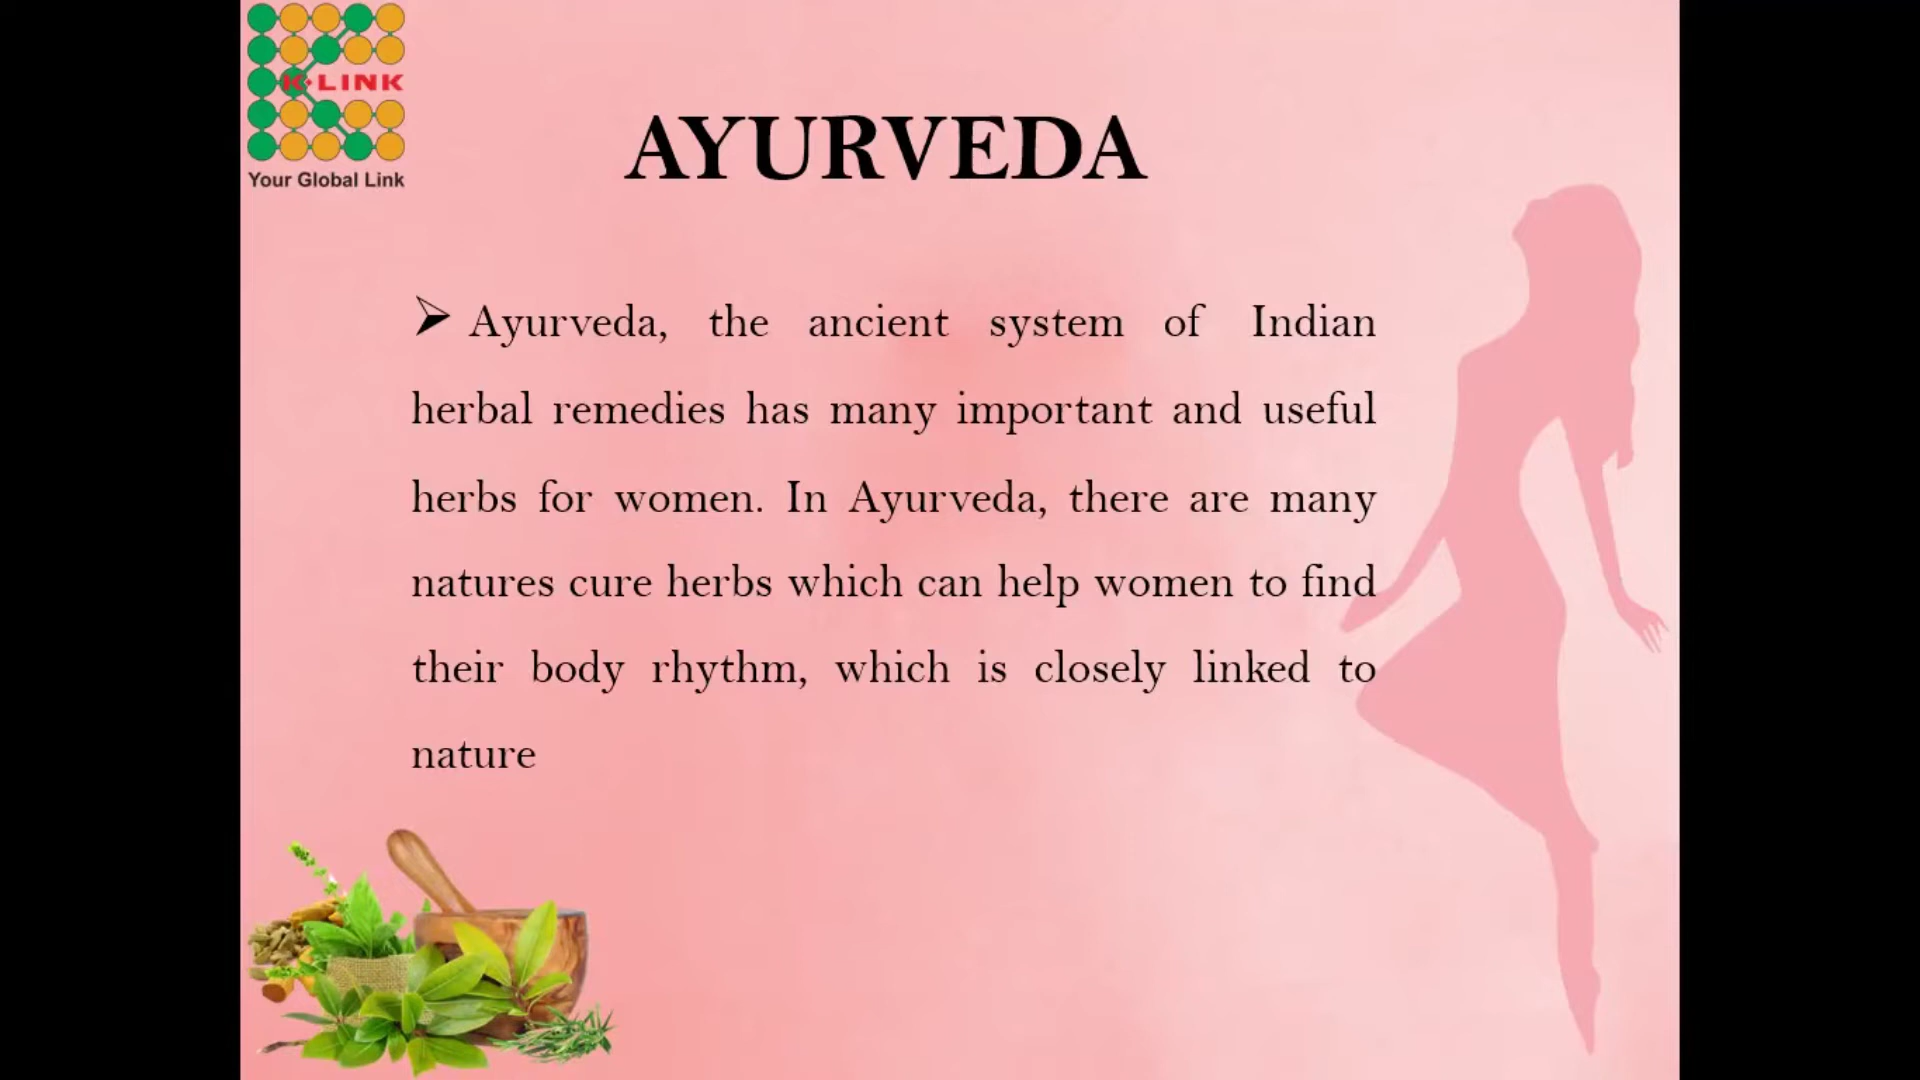 K-LINK
Your Global Link
AYURVEDA
➢ Ayurveda, the ancient system of Indian
herbal remedies has many important and useful
herbs for women. In Ayurveda, there are many
natures cure herbs which can help women to find
their body rhythm, which is closely linked to
nature